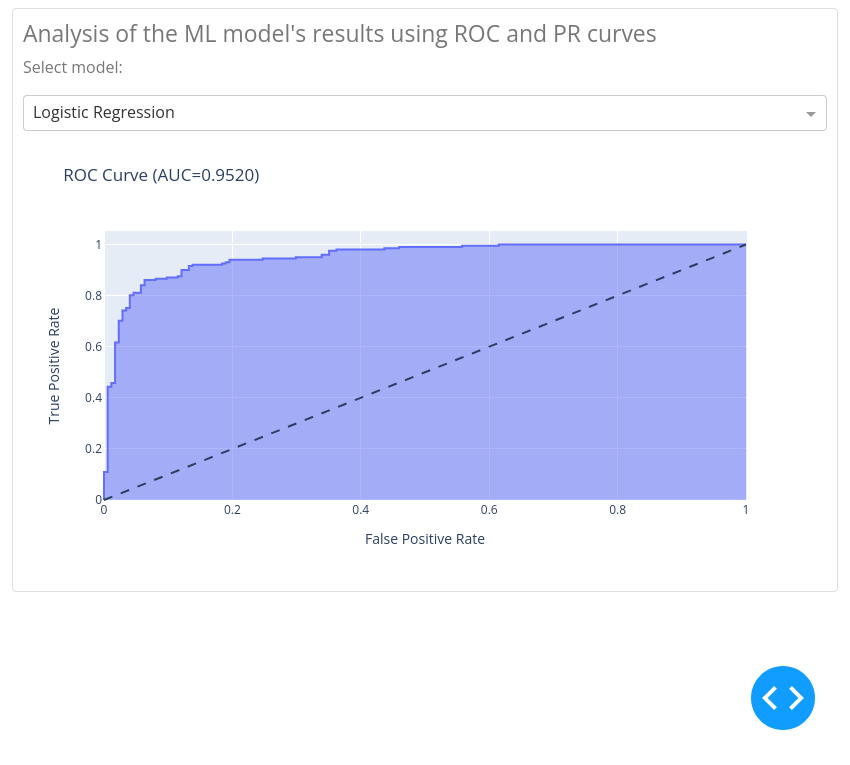 Analysis of the ML model's results using ROC and PR curves
Select model:
Logistic Regression
ROC Curve (AUC=0.9520)
1
0.8
0.6
0.4
0.2
0
True Positive Rate
0 0.2 0.4 0.6 0.8 1
False Positive Rate